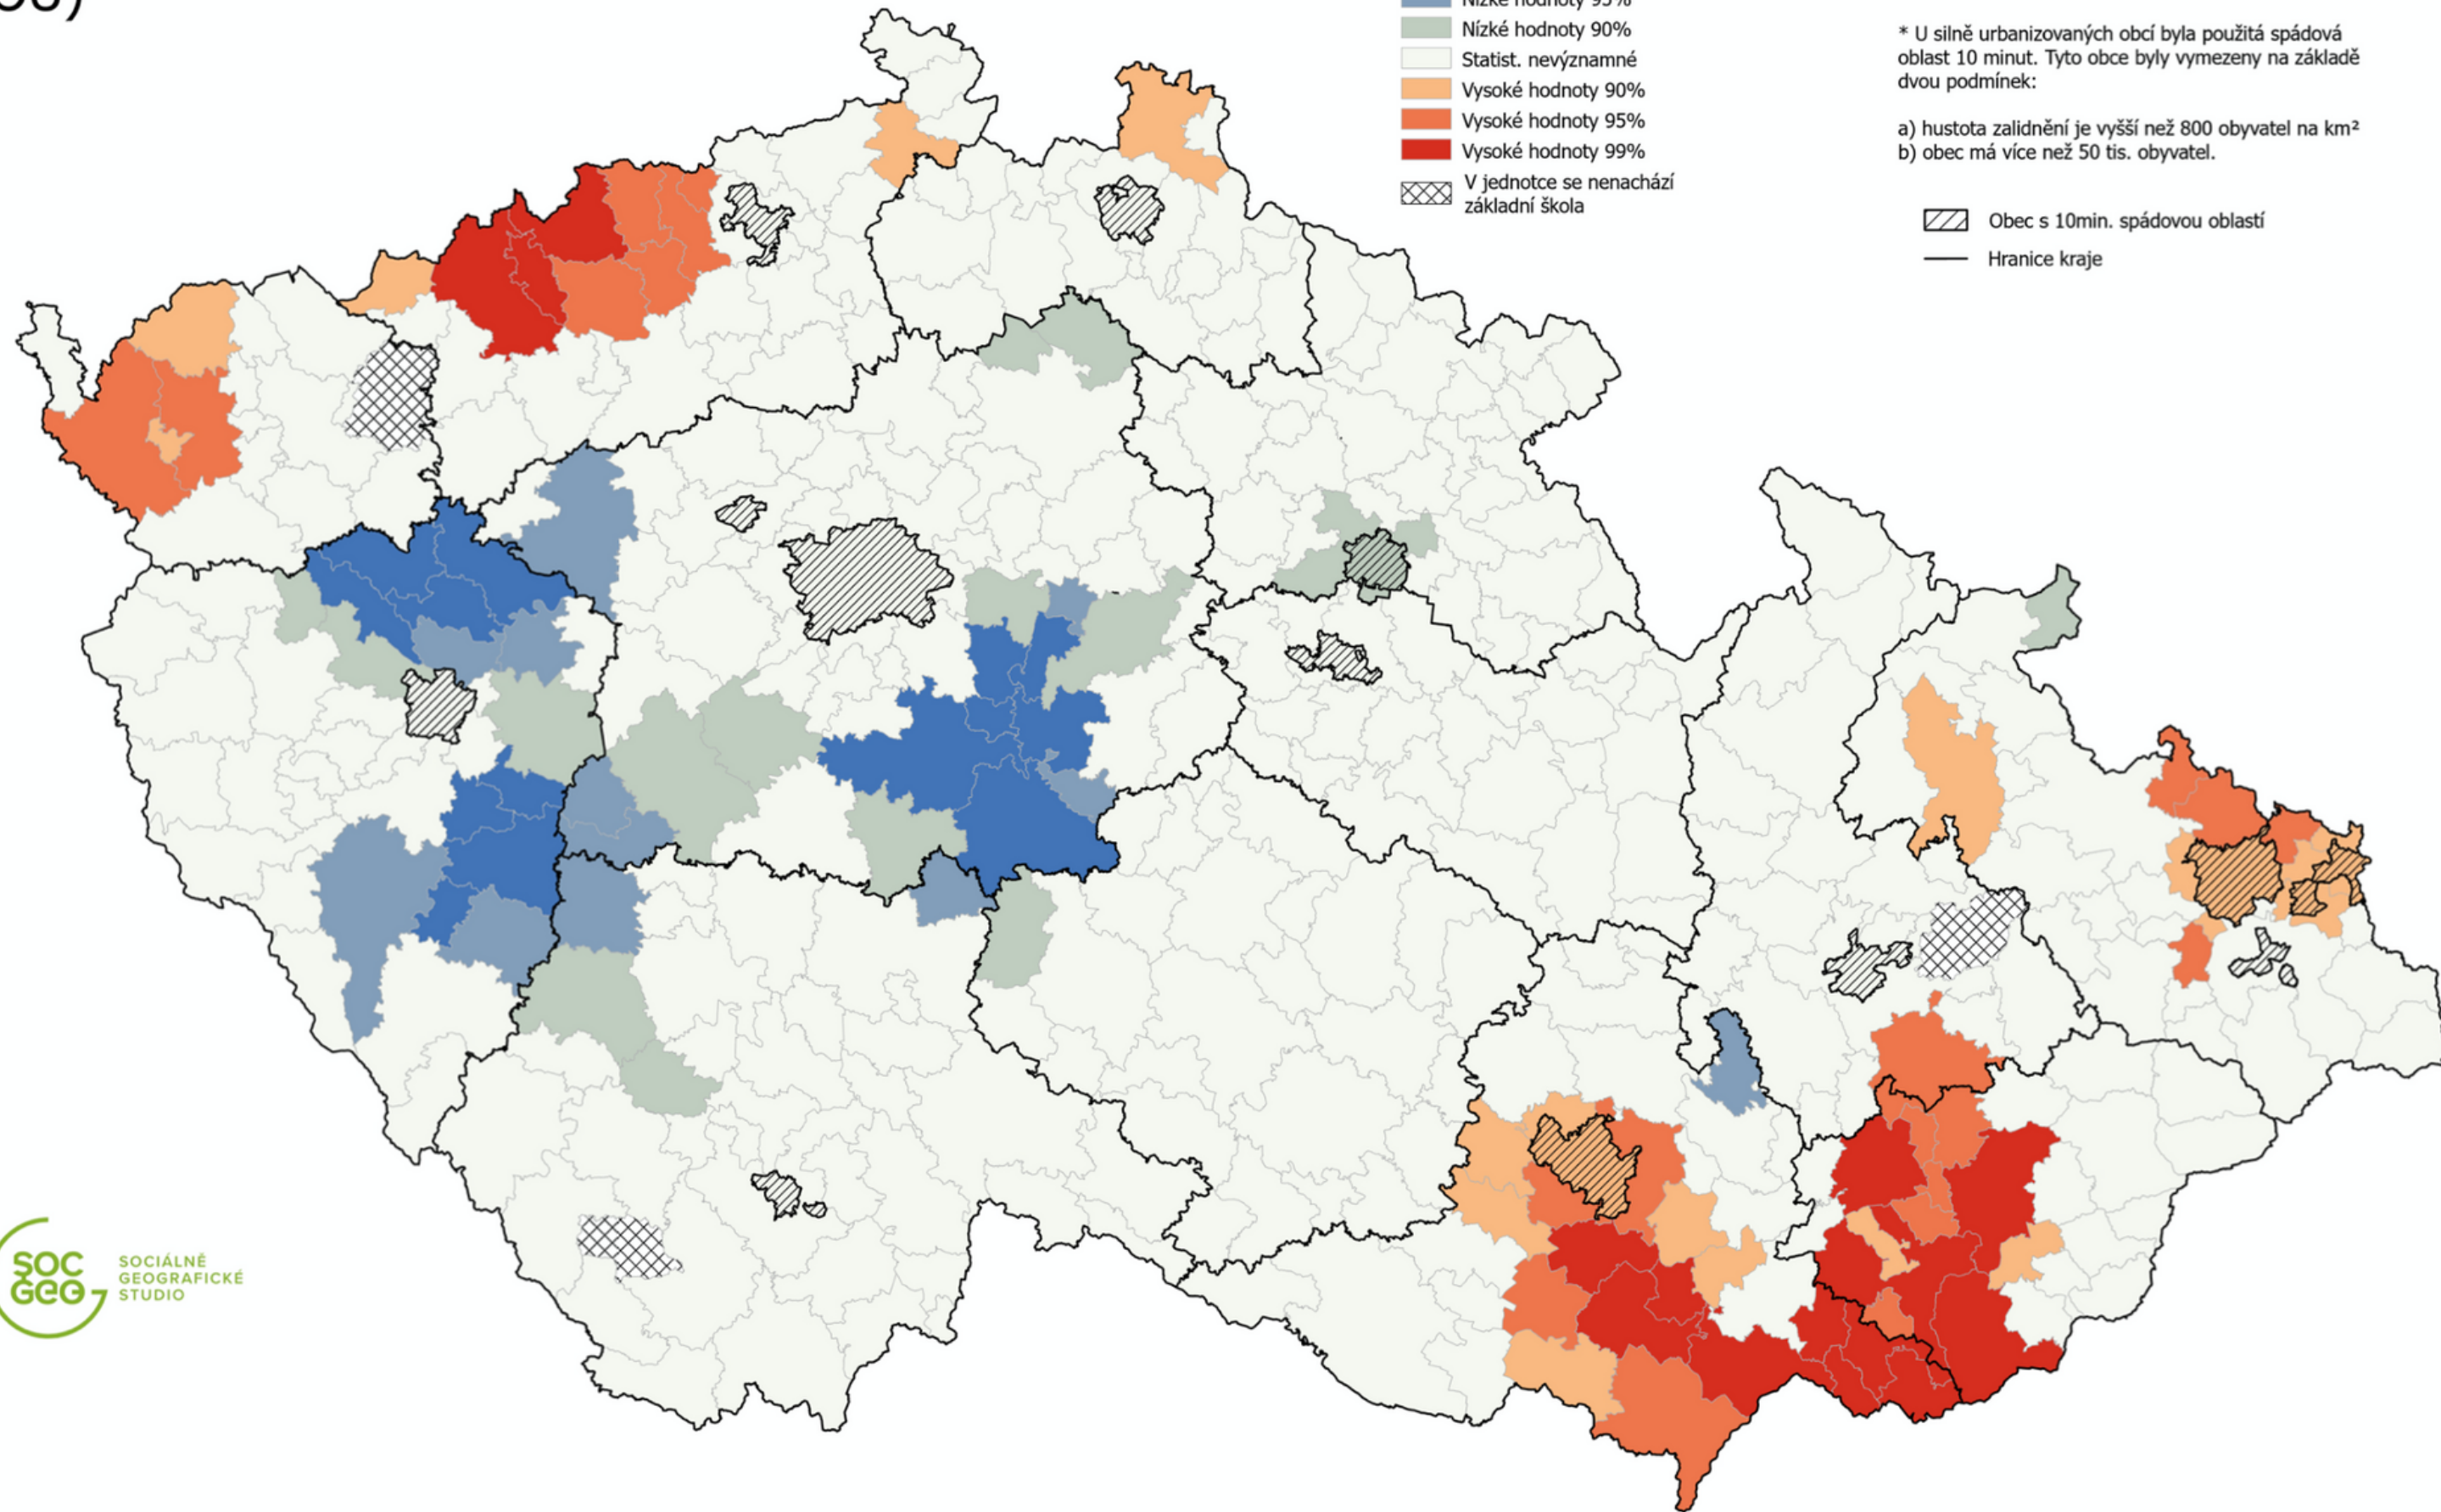 Nízké hodnoty 95%
Nízké hodnoty 90%
Statist. nevýznamné
Vysoké hodnoty 90%
Vysoké hodnoty 95%
Vysoké hodnoty 99%
V jednotce se nenachází
základní škola
* U silně urbanizovaných obcí byla použitá spádová
oblast 10 minut. Tyto obce byly vymezeny na základě
dvou podmínek:
a) hustota zalidnění je vyšší než 800 obyvatel na km²
b) obec má více než 50 tis. obyvatel.
Obec s 10min. spádovou oblastí
Hranice kraje
SOC
GEO
SOCIÁLNĚ
GEOGRAFICKÉ
STUDIO